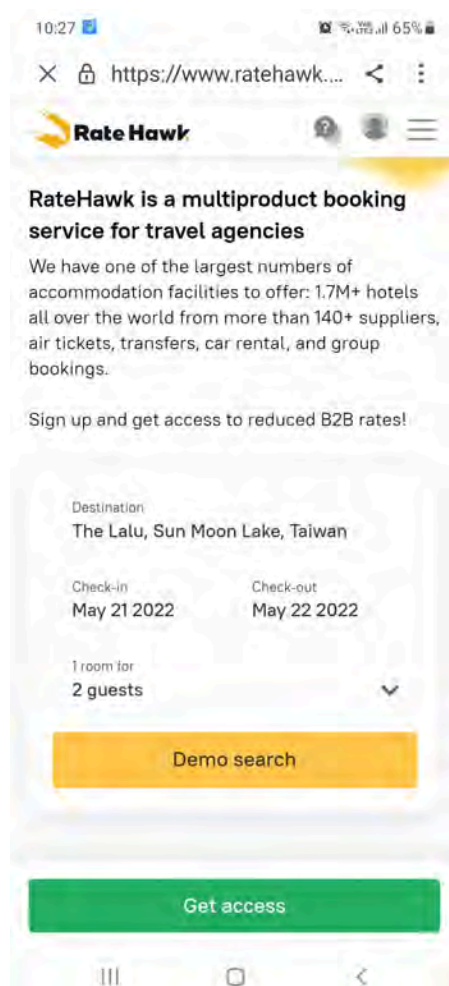 10:27 65%
https://www.ratehawk....
Rate Hawk
RateHawk is a multiproduct booking
service for travel agencies
We have one of the largest numbers of
accommodation facilities to offer: 1.7M+ hotels
all over the world from more than 140+ suppliers,
air tickets, transfers, car rental, and group
bookings.
Sign up and get access to reduced B2B rates!
Destination
The Lalu, Sun Moon Lake, Taiwan
Check-in Check-out
May 21 2022 May 22 2022
1 room for
2 guests
Demo search
Get access